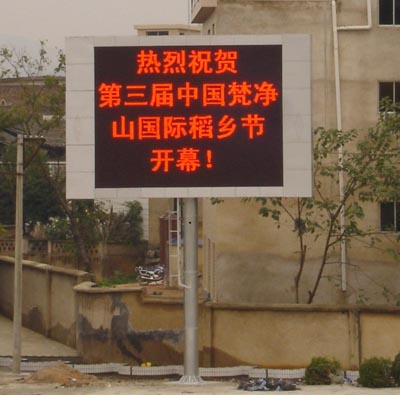 热烈祝贺
第三届中国梵净
山国际稻乡节
开幕!